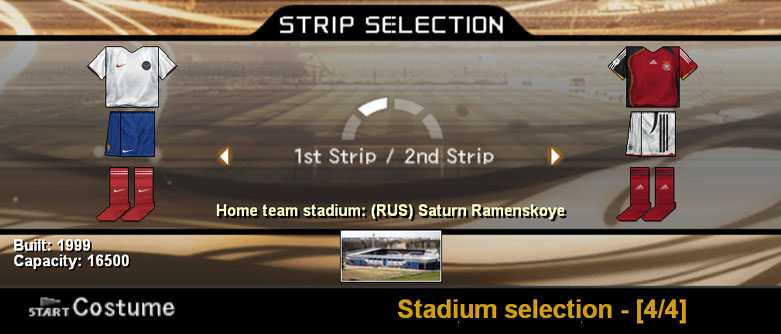 STRIP SELECTION
1st Strip / 2nd Strip
Home team stadium: (RUS) Saturn Ramenskoye
Built: 1999
Capacity: 16500
START Costume
Stadium selection - [4/4]